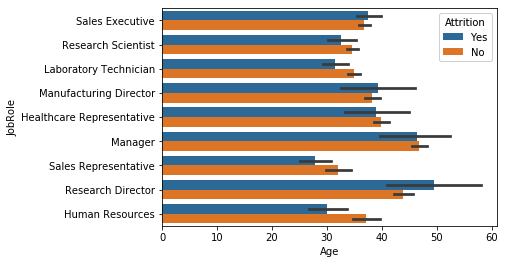 Sales Executive
Research Scientist
Laboratory Technician
Manufacturing Director
Healthcare Representative
Manager
Sales Representative
Research Director
Human Resources
JobRole
Attrition
Yes
No
0 10 20 30 40 50 60
Age